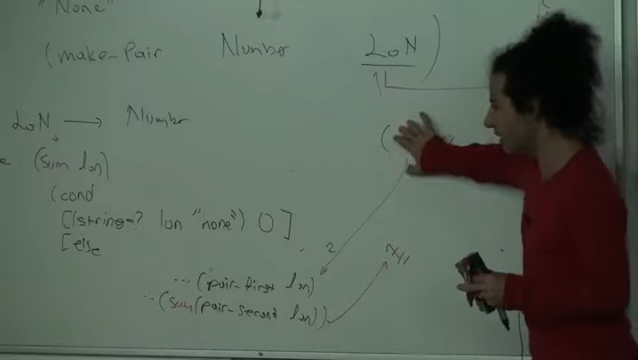 "None"
(make-pair Number LoN)
LoN → Number
(sum lon)
(cond
[(string=? lon "none") 0]
[else
... (pair-first lon)
... (sum(pair-second lon))
2